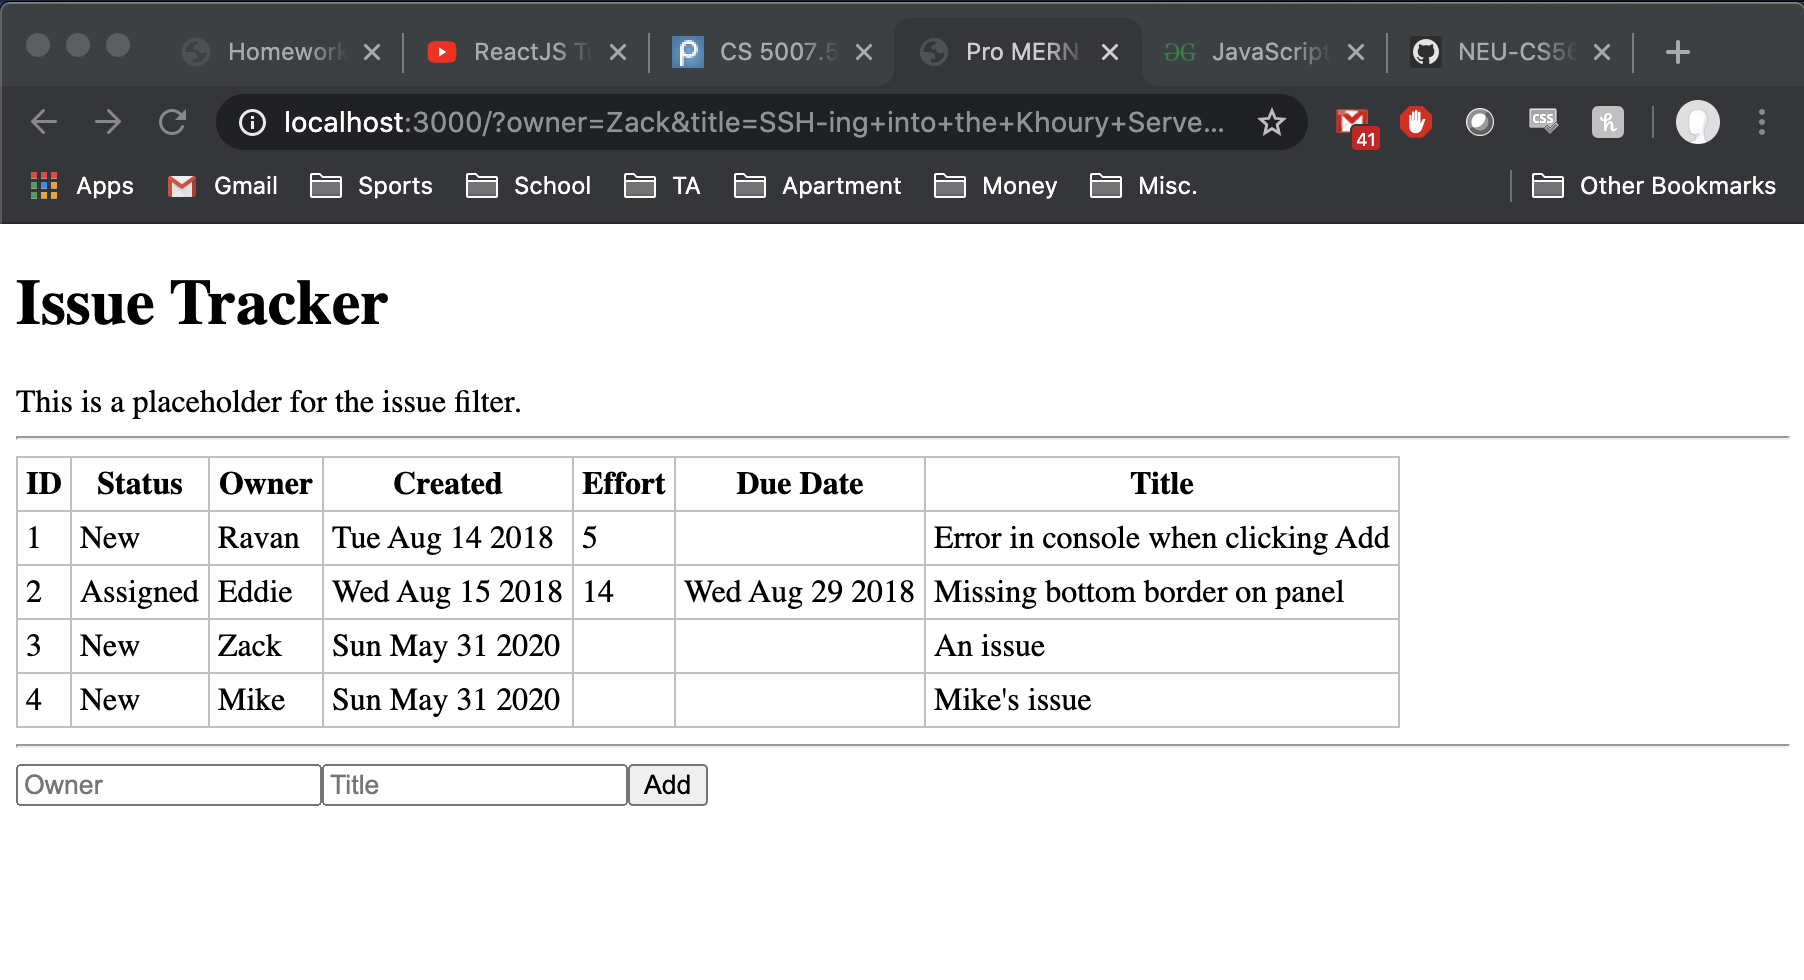 Homework ReactJS CS 5007.5 Pro MERN JavaScript NEU-CS56
localhost:3000/?owner=Zack&title=SSH-ing+into+the+Khoury+Serve... 41 CSS h
Apps Gmail Sports School TA Apartment Money Misc. Other Bookmarks
Issue Tracker
This is a placeholder for the issue filter.
ID Status Owner Created Effort Due Date Title
1 New Ravan Tue Aug 14 2018 5 Error in console when clicking Add
2 Assigned Eddie Wed Aug 15 2018 14 Wed Aug 29 2018 Missing bottom border on panel
3 New Zack Sun May 31 2020 An issue
4 New Mike Sun May 31 2020 Mike's issue
Owner Title Add